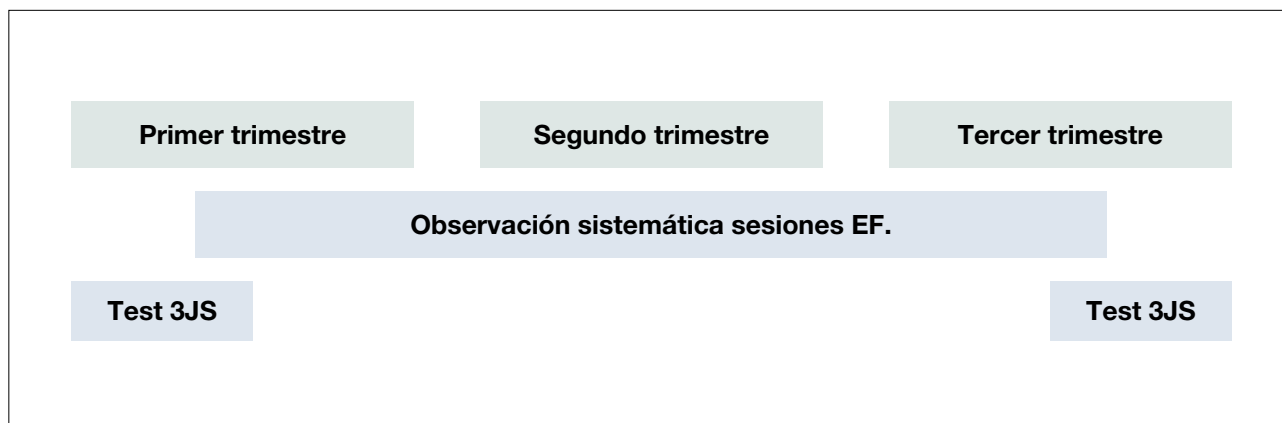 Primer trimestre
Segundo trimestre
Tercer trimestre
Observación sistemática sesiones EF.
Test 3JS
Test 3JS